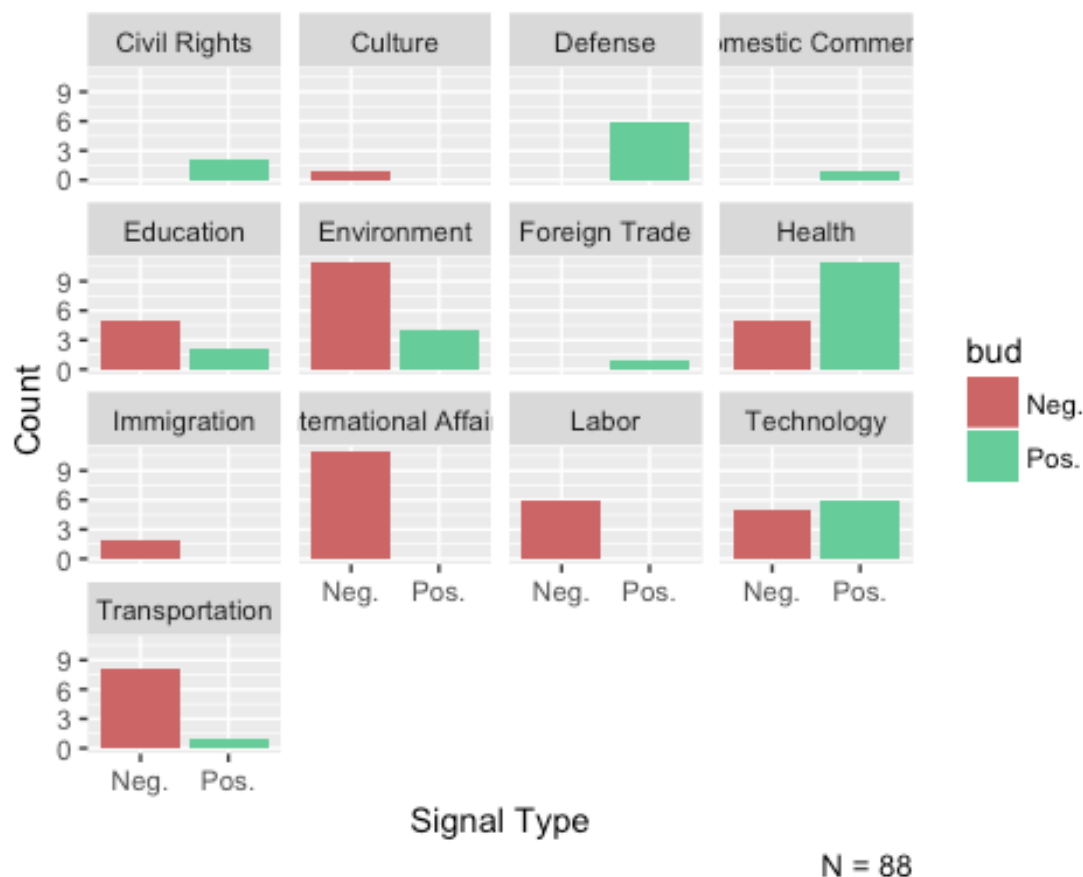 Civil Rights
Culture
Defense
omestic Commer
9
6
3
0
Education
Environment
Foreign Trade
Health
9
6
3
0
Immigration
ternational Affai
Labor
Technology
9
6
3
0
Neg. Pos.
Neg. Pos.
Neg. Pos.
Transportation
9
6
3
0
Neg. Pos.
Count
Signal Type
bud
Neg.
Pos.
N = 88